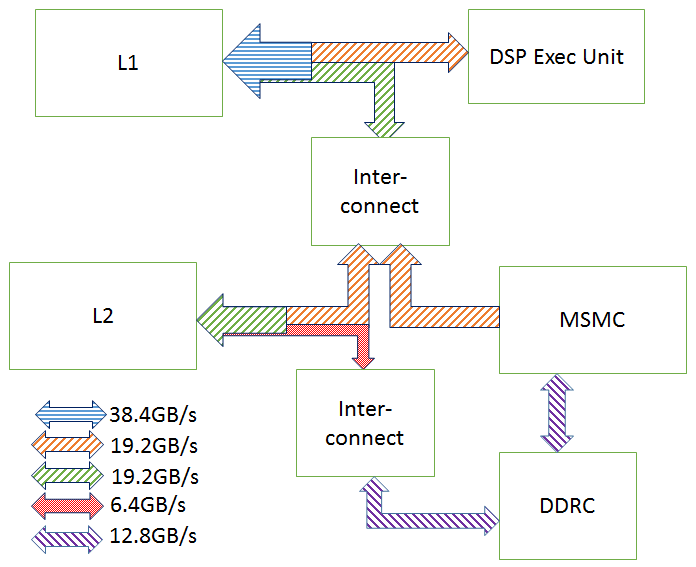 L1
DSP Exec Unit
Inter-
connect
L2
MSMC
Inter-
connect
DDRC
38.4GB/s
19.2GB/s
19.2GB/s
6.4GB/s
12.8GB/s